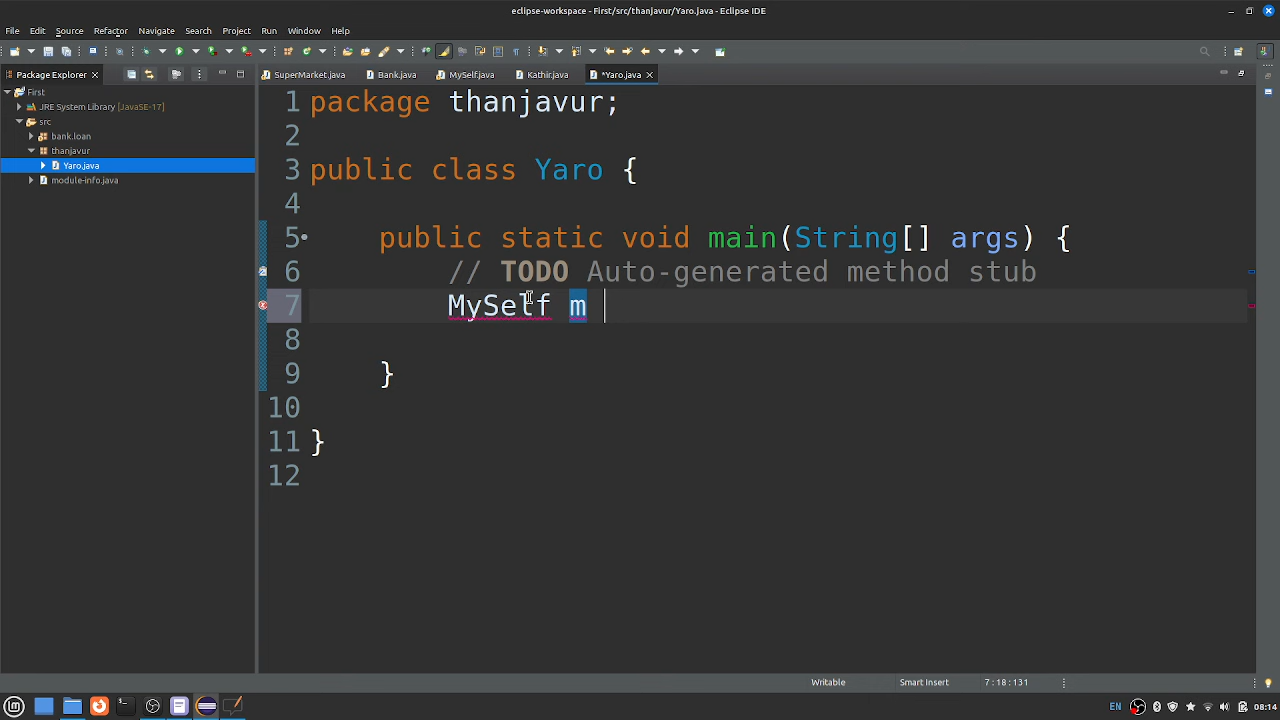 eclipse-workspace - First/src/thanjavur/Yaro.java - Eclipse IDE
File Edit Source Refactor Navigate Search Project Run Window Help
Package Explorer
SuperMarket.java Bank.java MySelf.java Kathir.java *Yaro.java
First
JRE System Library [JavaSE-17]
src
bank.loan
thanjavur
Yaro.java
module-info.java
1 package thanjavur;
2
3 public class Yaro {
4
5 public static void main(String[] args) {
6 // TODO Auto-generated method stub
7 MySelf m
8
9 }
10
11 }
12
Writable Smart Insert 7 : 18 : 131
EN 08:14